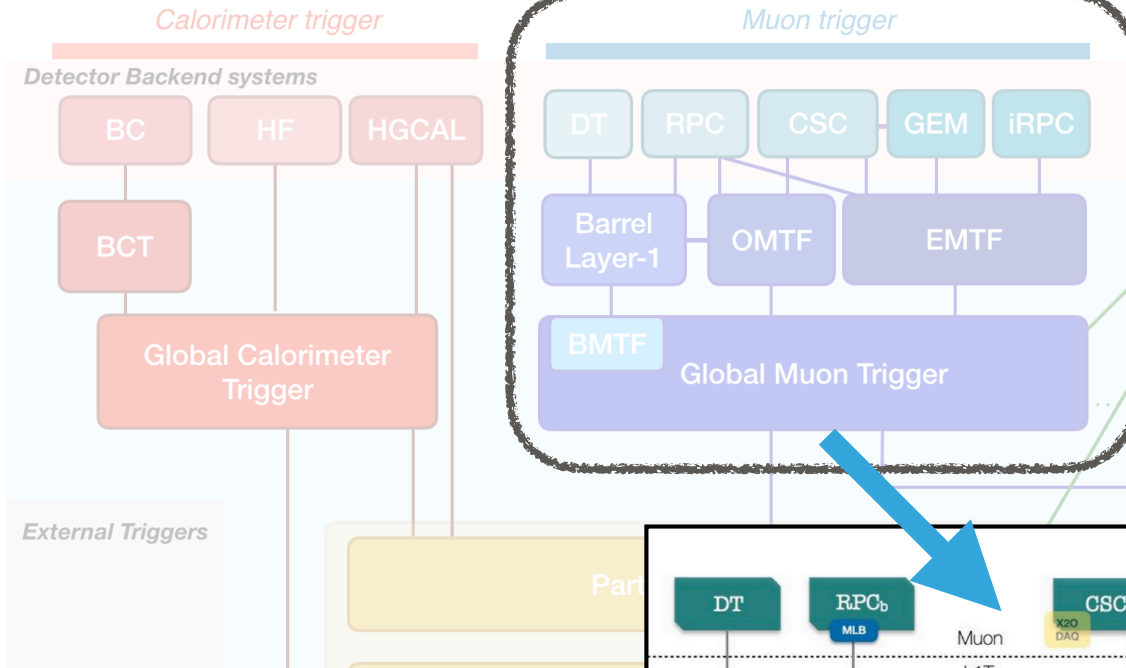 Calorimeter trigger
Muon trigger
Detector Backend systems
BC
HF
HGCAL
DT
RPC
CSC
GEM
iRPC
BCT
Barrel
Layer-1
OMTF
EMTF
Global Calorimeter
Trigger
BMTF
Global Muon Trigger
External Triggers
Part
DT
RPCb
MLB
CSC
X2O
DAQ
Muon